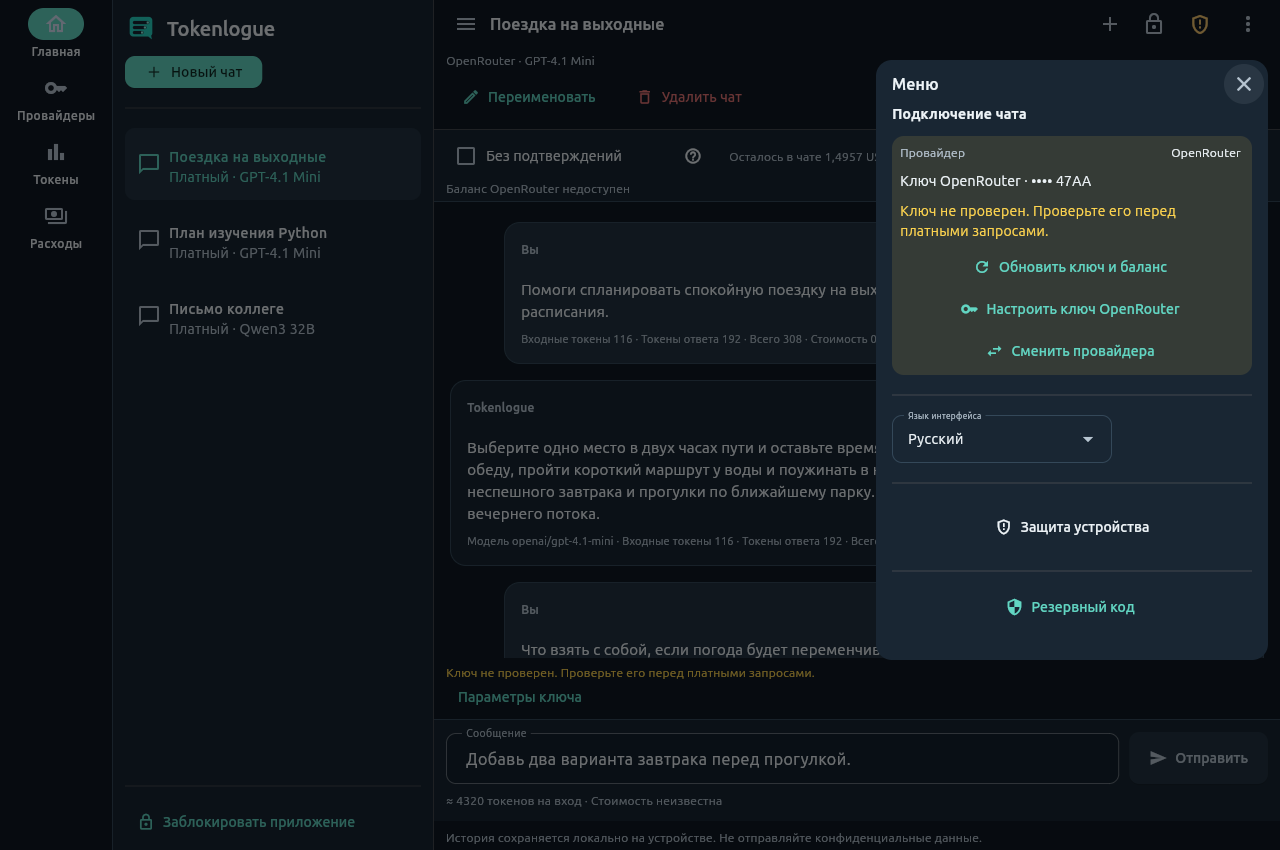 Главная
Провайдеры
Токены
Расходы
Tokenlogue
Новый чат
Поездка на выходные
Платный · GPT-4.1 Mini
План изучения Python
Платный · GPT-4.1 Mini
Письмо коллеге
Платный · Qwen3 32B
Заблокировать приложение
Поездка на выходные
OpenRouter · GPT-4.1 Mini
Переименовать
Удалить чат
Без подтверждений
Осталось в чате 1,4957
Баланс OpenRouter недоступен
Вы
Помоги спланировать спокойную поездку на
расписания.
Входные токены 116 · Токены ответа 192 · Всего 308 · Стоимость
Tokenlogue
Выберите одно место в двух часах пути и оставьте
обеду, пройти короткий маршрут у воды и поужинать в
неспешного завтрака и прогулки по ближайшему парку.
вечернего потока.
Модель openai/gpt-4.1-mini · Входные токены 116 · Токены ответа 192 ·
Вы
Что взять с собой, если погода будет
Ключ не проверен. Проверьте его перед платными запросами.
Параметры ключа
Сообщение
Добавь два варианта завтрака перед прогулкой.
Отправить
≈ 4320 токенов на вход · Стоимость неизвестна
История сохраняется локально на устройстве. Не отправляйте конфиденциальные данные.
Меню
Подключение чата
Провайдер OpenRouter
Ключ OpenRouter · •••• 47AA
Ключ не проверен. Проверьте его перед
платными запросами.
Обновить ключ и баланс
Настроить ключ OpenRouter
Сменить провайдера
Язык интерфейса
Русский
Защита устройства
Резервный код